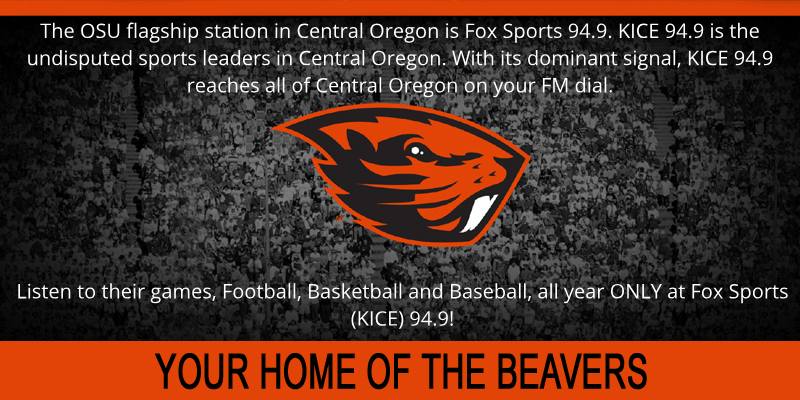 The OSU flagship station in Central Oregon is Fox Sports 94.9. KICE 94.9 is the
undisputed sports leaders in Central Oregon. With its dominant signal, KICE 94.9
reaches all of Central Oregon on your FM dial.
Listen to their games, Football, Basketball and Baseball, all year ONLY at Fox Sports
(KICE) 94.9!
YOUR HOME OF THE BEAVERS